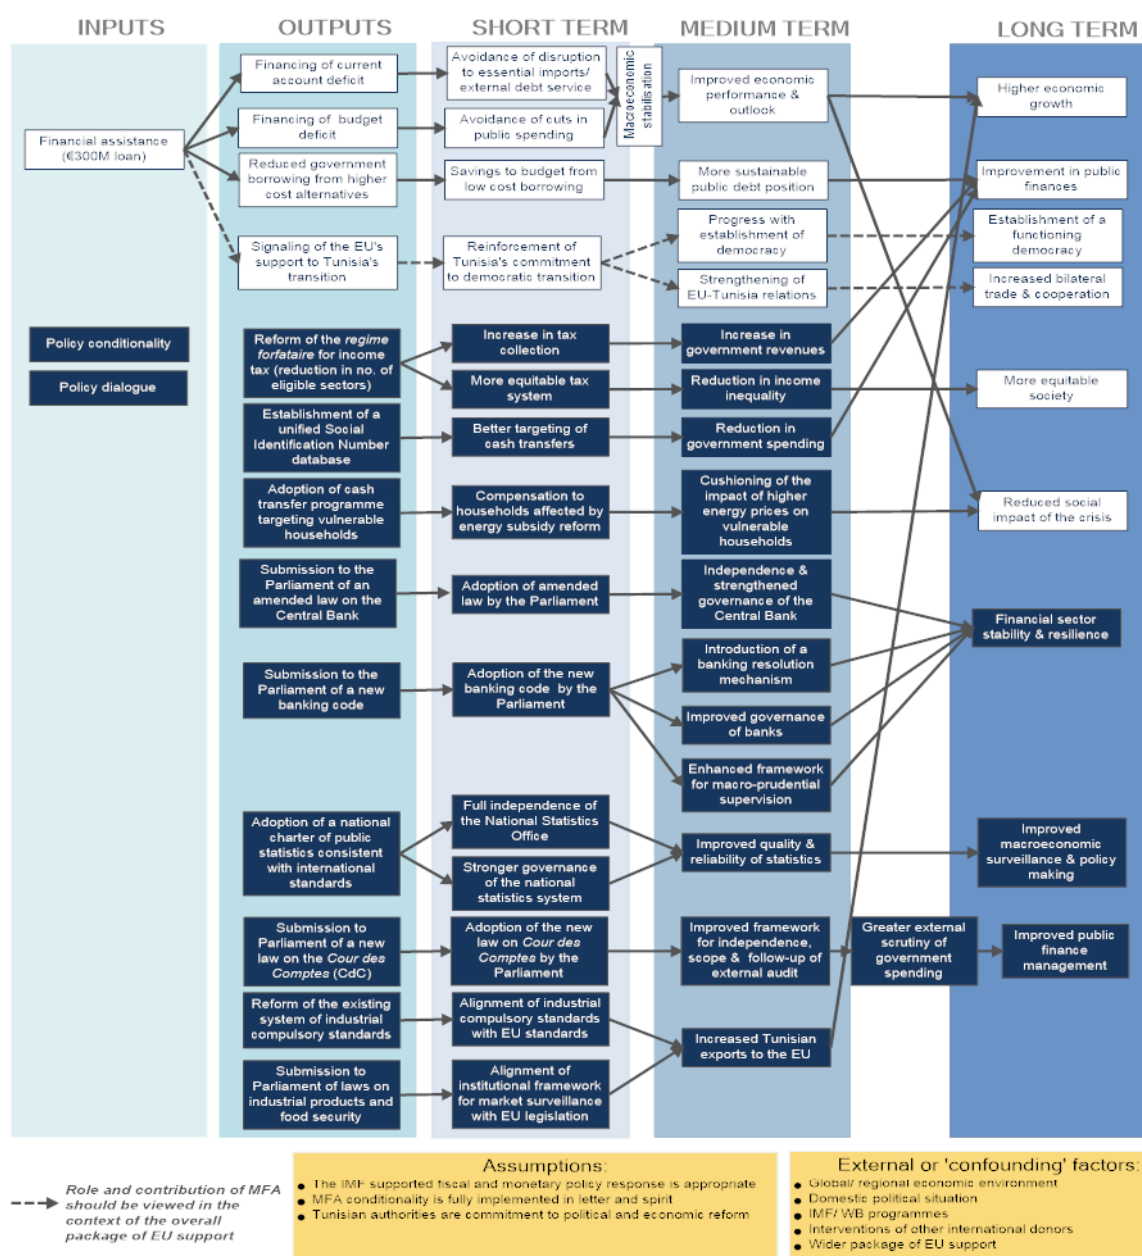 INPUTS
OUTPUTS
SHORT TERM
MEDIUM TERM
LONG TERM
Financial assistance
(€300M loan)
Policy conditionality
Policy dialogue
Financing of current
account deficit
Financing of budget
deficit
Reduced government
borrowing from higher
cost alternatives
Signaling of the EU's
support to Tunisia's
transition
Reform of the regime
forfataire for income
tax (reduction in no. of
eligible sectors)
Establishment of a
unified Social
Identification Number
database
Adoption of cash
transfer programme
targeting vulnerable
households
Submission to the
Parliament of an
amended law on the
Central Bank
Submission to the
Parliament of a new
banking code
Adoption of a national
charter of public
statistics consistent
with international
standards
Submission to
Parliament of a new
law on the Cour des
Comptes (CdC)
Reform of the existing
system of industrial
compulsory standards
Submission to
Parliament of laws on
industrial products and
food security
Avoidance of disruption
to essential imports/
external debt service
Avoidance of cuts in
public spending
Macroeconomic
stabilisation
Savings to budget from
low cost borrowing
Reinforcement of
Tunisia's commitment
to democratic transition
Increase in tax
collection
More equitable tax
system
Better targeting of
cash transfers
Compensation to
households affected by
energy subsidy reform
Adoption of amended
law by the Parliament
Adoption of the new
banking code by the
Parliament
Full independence of
the National Statistics
Office
Stronger governance
of the national
statistics system
Adoption of the new
law on Cour des
Comptes by the
Parliament
Alignment of industrial
compulsory standards
with EU standards
Alignment of
institutional framework
for market surveillance
with EU legislation
Improved economic
performance &
outlook
More sustainable
public debt position
Progress with
establishment of
democracy
Strengthening of
EU-Tunisia relations
Increase in
government revenues
Reduction in income
inequality
Reduction in
government spending
Cushioning of the
impact of higher
energy prices on
vulnerable
households
Independence &
strengthened
governance of the
Central Bank
Introduction of a
banking resolution
mechanism
Improved governance
of banks
Enhanced framework
for macro-prudential
supervision
Improved quality &
reliability of statistics
Improved framework
for independence,
scope & follow-up of
external audit
Greater external
scrutiny of
government
spending
Increased Tunisian
exports to the EU
Higher economic
growth
Improvement in public
finances
Establishment of a
functioning
democracy
Increased bilateral
trade & cooperation
More equitable
society
Reduced social
impact of the crisis
Financial sector
stability & resilience
Improved
macroeconomic
surveillance & policy
making
Improved public
finance
management
Role and contribution of MFA
should be viewed in the
context of the overall
package of EU support
Assumptions:
The IMF supported fiscal and monetary policy response is appropriate
MFA conditionality is fully implemented in letter and spirit
Tunisian authorities are commitment to political and economic reform
External or 'confounding' factors:
Global/ regional economic environment
Domestic political situation
IMF/ WB programmes
Interventions of other international donors
Wider package of EU support